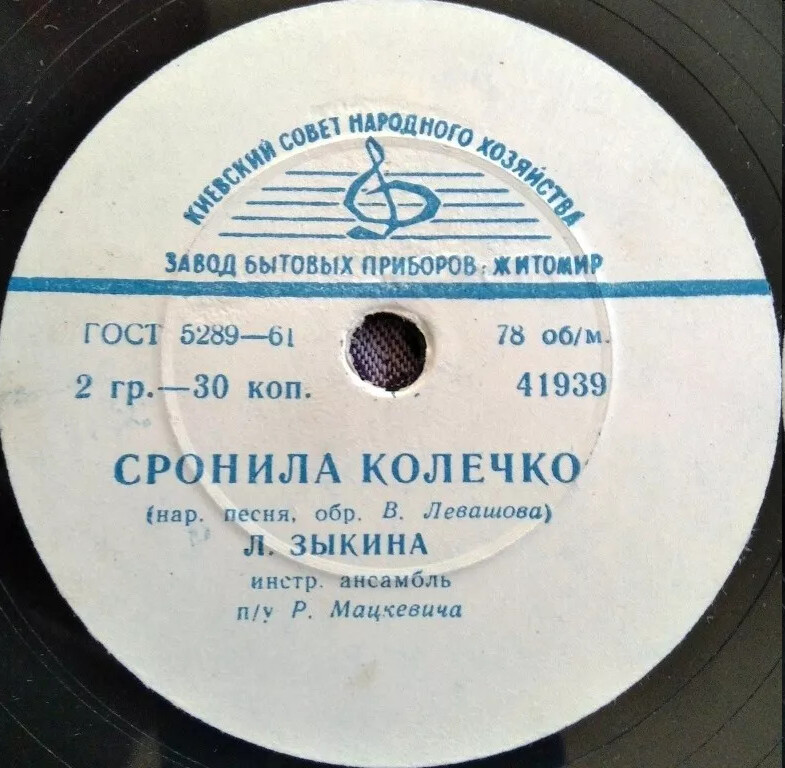 КИЕВСКИЙ СОВЕТ НАРОДНОГО ХОЗЯЙСТВА
ЗАВОД БЫТОВЫХ ПРИБОРОВ: ЖИТОМИР
ГОСТ 5289—61 78 об/м.
2 гр.—30 коп. 41939
СРОНИЛА КОЛЕЧКО
(нар. песня, обр. В. Левашова)
Л. ЗЫКИНА
инстр. ансамбль
п/у Р. Мацкевича